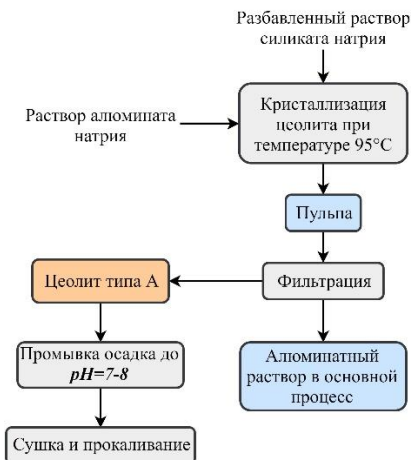 Разбавленный раствор
силиката натрия
Раствор алюмината
натрия
Кристаллизация
цеолита при
температуре 95°C
Пульпа
Цеолит типа А
Фильтрация
Промывка осадка до
pH=7-8
Алюминатный
раствор в основной
процесс
Сушка и прокаливание